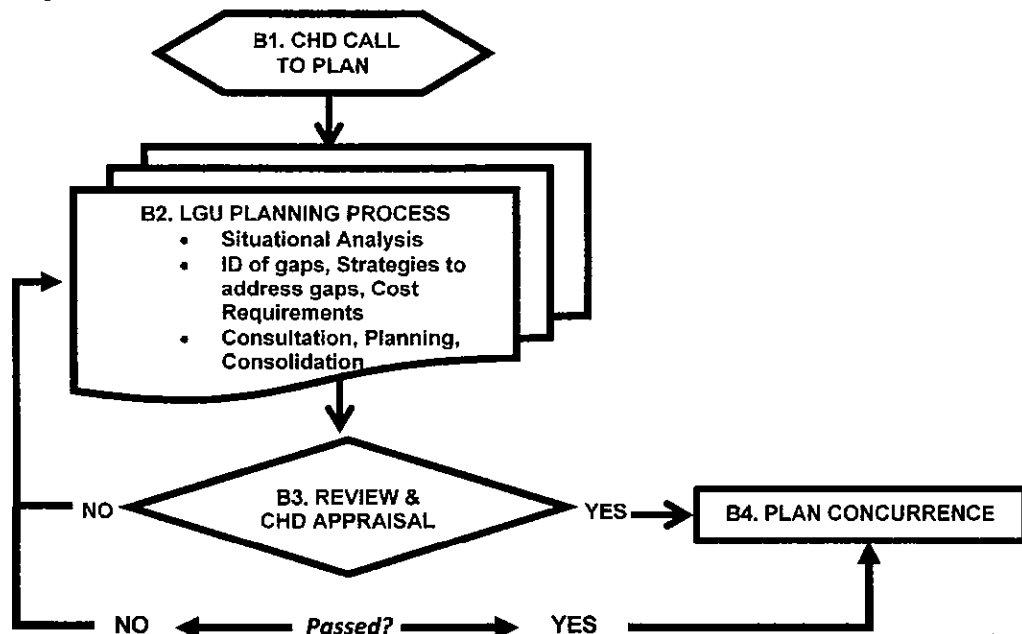 B1. CHD CALL
TO PLAN
B2. LGU PLANNING PROCESS
• Situational Analysis
• ID of gaps, Strategies to
address gaps, Cost
Requirements
• Consultation, Planning,
Consolidation
B3. REVIEW &
CHD APPRAISAL
NO
YES
B4. PLAN CONCURRENCE
NO
Passed?
YES